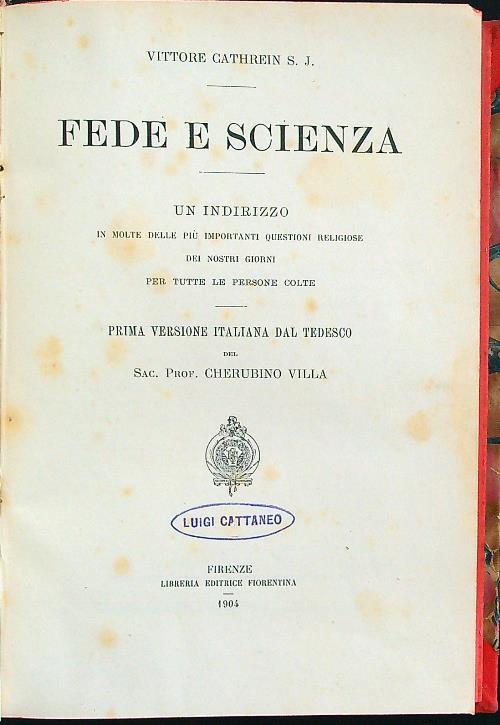 VITTORE CATHREIN S. J.
FEDE E SCIENZA
UN INDIRIZZO
IN MOLTE DELLE PIÙ IMPORTANTI QUESTIONI RELIGIOSE
DEI NOSTRI GIORNI
PER TUTTE LE PERSONE COLTE
PRIMA VERSIONE ITALIANA DAL TEDESCO
DEL
SAC. PROF. CHERUBINO VILLA
LUIGI CATTANEO
FIRENZE
LIBRERIA EDITRICE FIORENTINA
1904